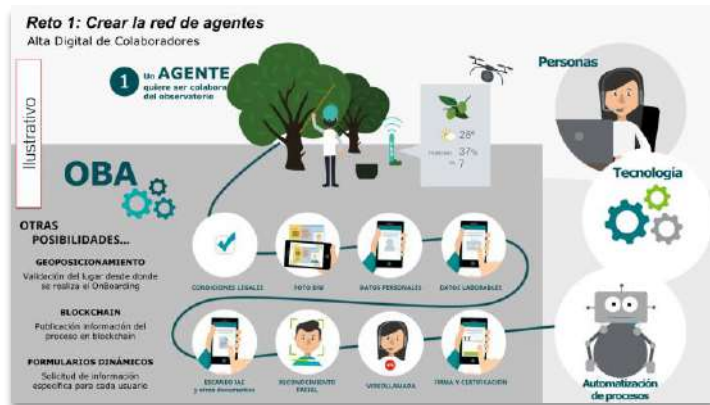 Reto 1: Crear la red de agentes
Alta Digital de Colaboradores
Ilustrativo
1 Un AGENTE
quiere ser colabora
del observatorio
28º
37%
7
Personas
Tecnología
OBA
OTRAS
POSIBILIDADES...
GEOPOSICIONAMIENTO
Validación del lugar desde donde
se realiza el OnBoarding
BLOCKCHAIN
Publicación información del
proceso en blockchain
FORMULARIOS DINÁMICOS
Solicitud de información
específica para cada usuario
CONDICIONES LEGALES
FOTO DNI
DATOS PERSONALES
DATOS LABORABLES
ESCANEO IAE
y otros documentos
RECONOCIMIENTO
FACIAL
VIDEOLLAMADA
FIRMA Y CERTIFICACIÓN
Automatización
de procesos